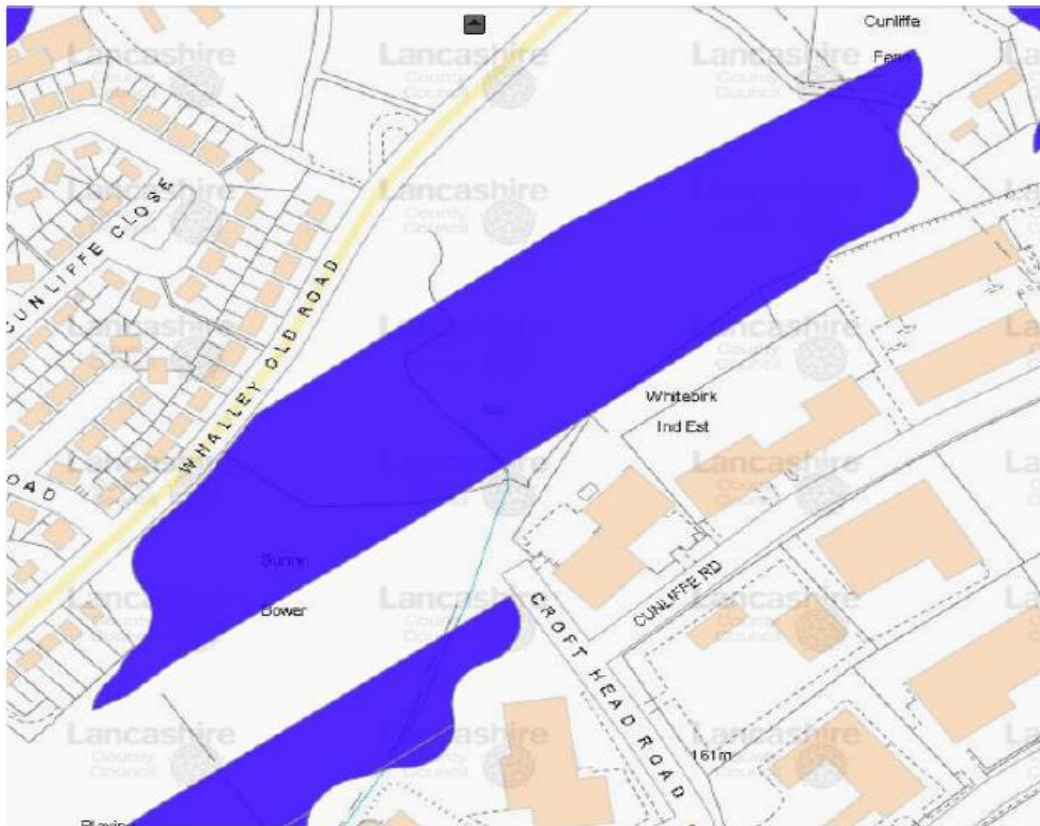 Cunliffe
Fenn
CUNLIFFE CLOSE
WHALLEY OLD ROAD
Whitebirk
Ind Est
OAD
Sunny
Bower
CUNLIFFE RD
CROFT HEAD ROAD
161m
Lancashire
County
Council